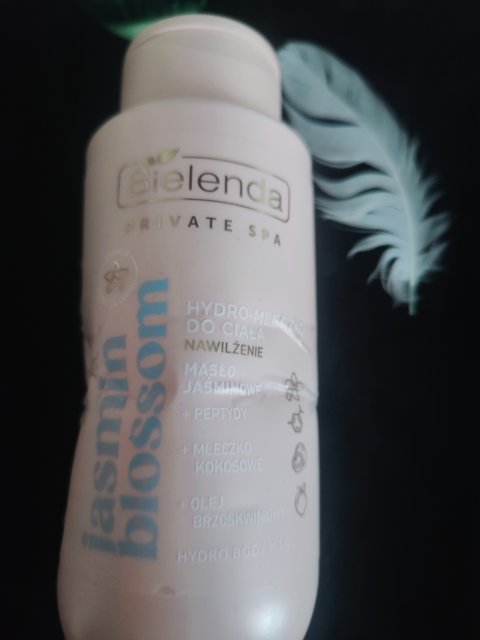 Bielenda
PRIVATE SPA
jasmin
blossom
HYDRO-MLECZKO
DO CIAŁA
NAWILŻENIE
MASŁO
JAŚMINOWE
+ PEPTYDY
+ MLECZKO
KOKOSOWE
+ OLEJ
BRZOSKWINIOWY
HYDRO BODY MILK